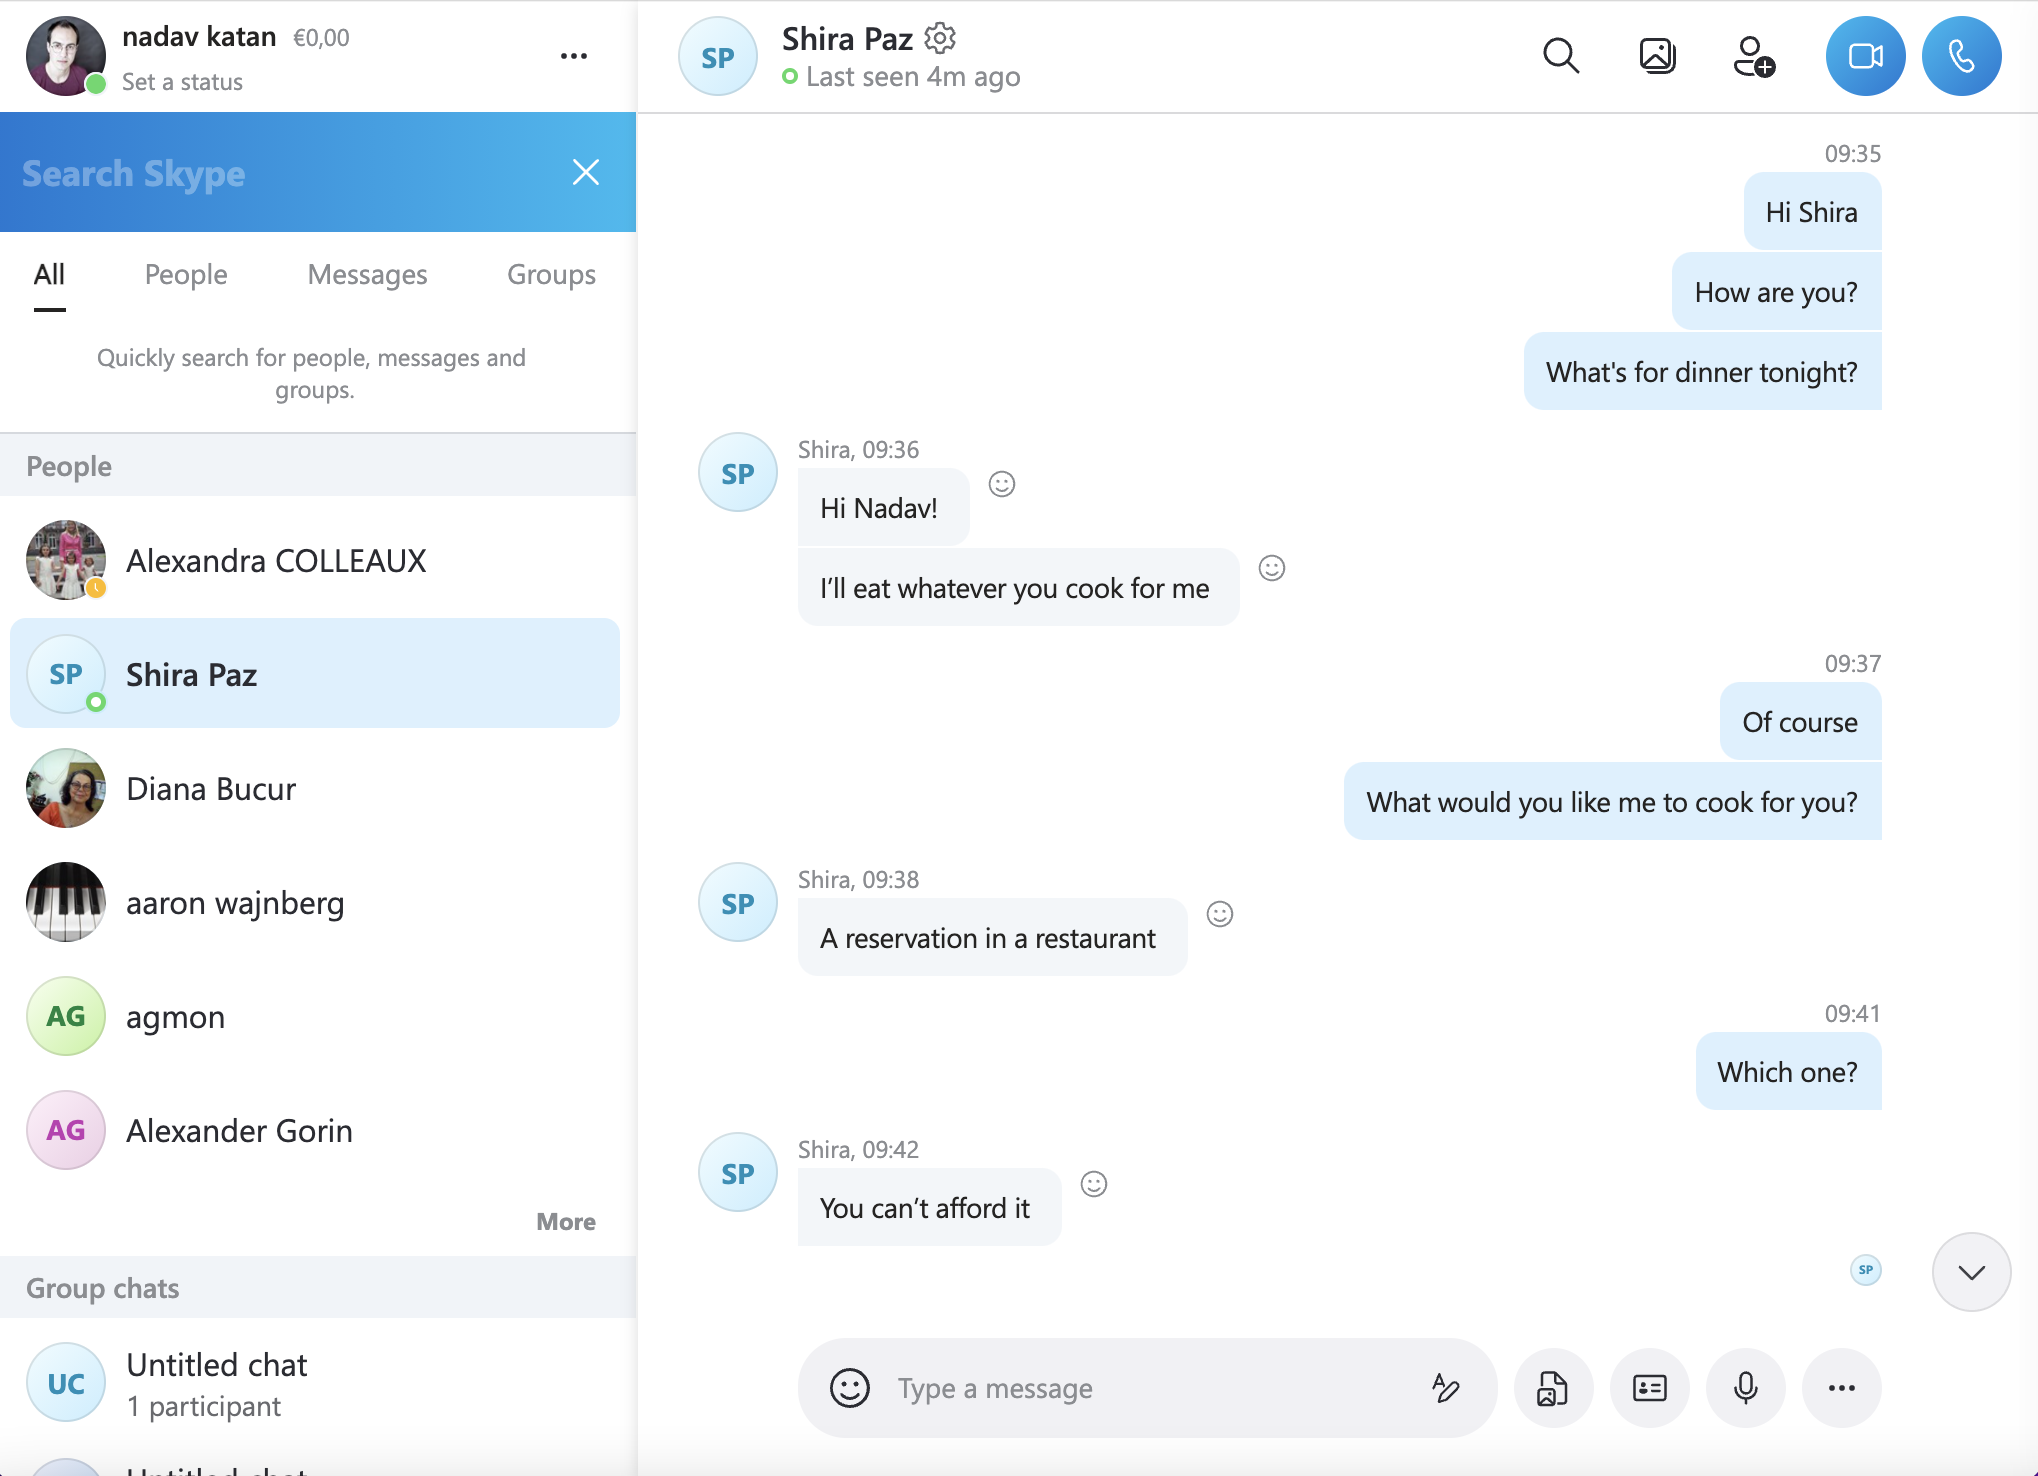 nadav katan €0,00
Set a status
Search Skype
All People Messages Groups
Quickly search for people, messages and
groups.
People
Alexandra COLLEAUX
SP Shira Paz
Diana Bucur
aaron wajnberg
AG agmon
AG Alexander Gorin
More
Group chats
UC Untitled chat
1 participant
Untitled chat
SP Shira Paz
Last seen 4m ago
09:35
Hi Shira
How are you?
What's for dinner tonight?
SP Shira, 09:36
Hi Nadav!
I’ll eat whatever you cook for me
09:37
Of course
What would you like me to cook for you?
SP Shira, 09:38
A reservation in a restaurant
09:41
Which one?
SP Shira, 09:42
You can’t afford it
SP
Type a message